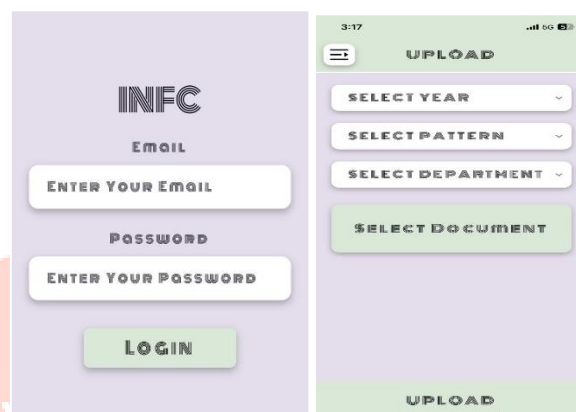 INFC
Email
Enter Your Email
Password
Enter Your Password
Login
3:17
5G
UPLOAD
SELECT YEAR
SELECT PATTERN
SELECT DEPARTMENT
Select Document
UPLOAD